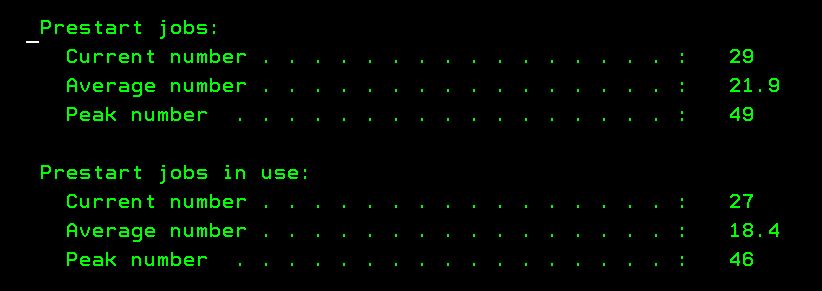 Prestart jobs:
Current number . . . . . . . . . . . . . . . . . : 29
Average number . . . . . . . . . . . . . . . . . : 21.9
Peak number . . . . . . . . . . . . . . . . . . : 49
Prestart jobs in use:
Current number . . . . . . . . . . . . . . . . . : 27
Average number . . . . . . . . . . . . . . . . . : 18.4
Peak number . . . . . . . . . . . . . . . . . . : 46